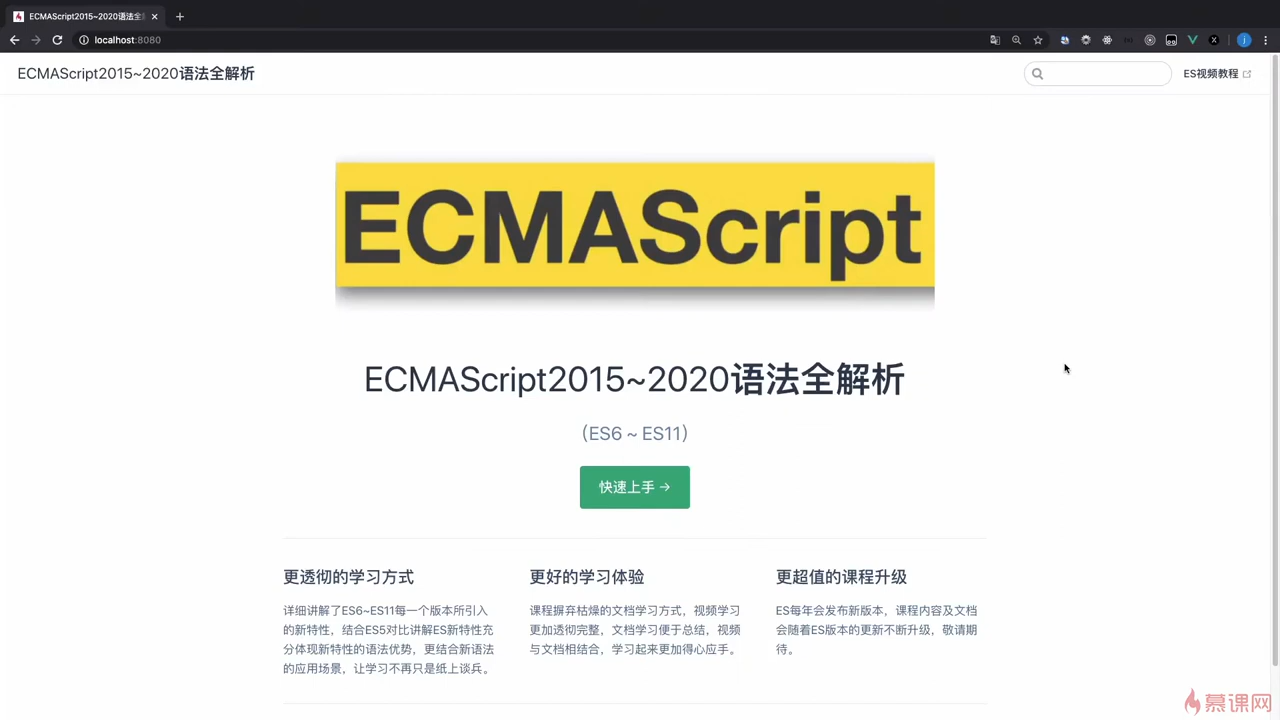 ECMAScript2015~2020语法全
localhost:8080
ECMAScript2015~2020语法全解析
ES视频教程
ECMAScript
ECMAScript2015~2020语法全解析
（ES6 ~ ES11）
快速上手 →
更透彻的学习方式
详细讲解了ES6~ES11每一个版本所引入
的新特性，结合ES5对比讲解ES新特性充
分体现新特性的语法优势，更结合新语法
的应用场景，让学习不再只是纸上谈兵。
更好的学习体验
课程摒弃枯燥的文档学习方式，视频学习
更加透彻完整，文档学习便于总结，视频
与文档相结合，学习起来更加得心应手。
更超值的课程升级
ES每年会发布新版本，课程内容及文档
会随着ES版本的更新不断升级，敬请期
待。
慕课网